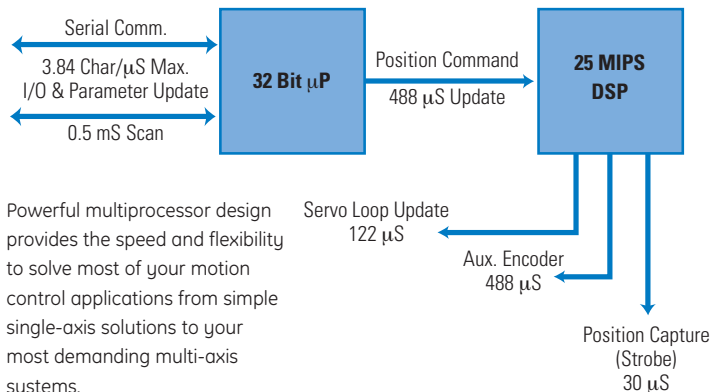 Serial Comm.
3.84 Char/µS Max.
I/O & Parameter Update
0.5 mS Scan
32 Bit µP
Position Command
488 µS Update
25 MIPS
DSP
Servo Loop Update
122 µS
Aux. Encoder
488 µS
Position Capture
(Strobe)
30 µS
Powerful multiprocessor design
provides the speed and flexibility
to solve most of your motion
control applications from simple
single-axis solutions to your
most demanding multi-axis
systems.